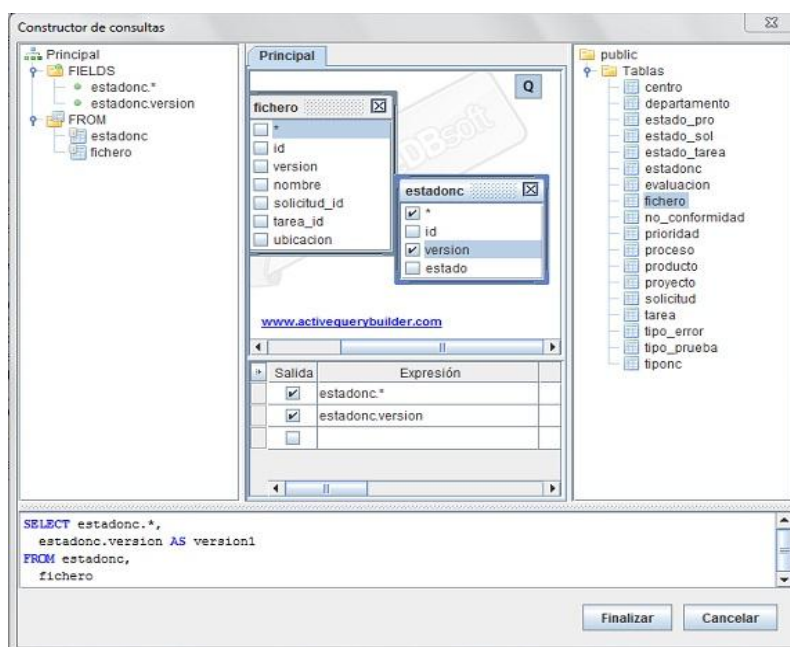 Constructor de consultas
Principal
FIELDS
estadonc.*
estadonc.version
FROM
estadonc
fichero
Principal
Q
fichero
*
id
version
nombre
solicitud_id
tarea_id
ubicacion
estadonc
*
id
version
estado
www.activequerybuilder.com
Salida Expresión
estadonc.*
estadonc.version
public
Tablas
centro
departamento
estado_pro
estado_sol
estado_tarea
estadonc
evaluacion
fichero
no_conformidad
prioridad
proceso
producto
proyecto
solicitud
tarea
tipo_error
tipo_prueba
tiponc
SELECT estadonc.*,
estadonc.version AS version1
FROM estadonc,
fichero
Finalizar Cancelar